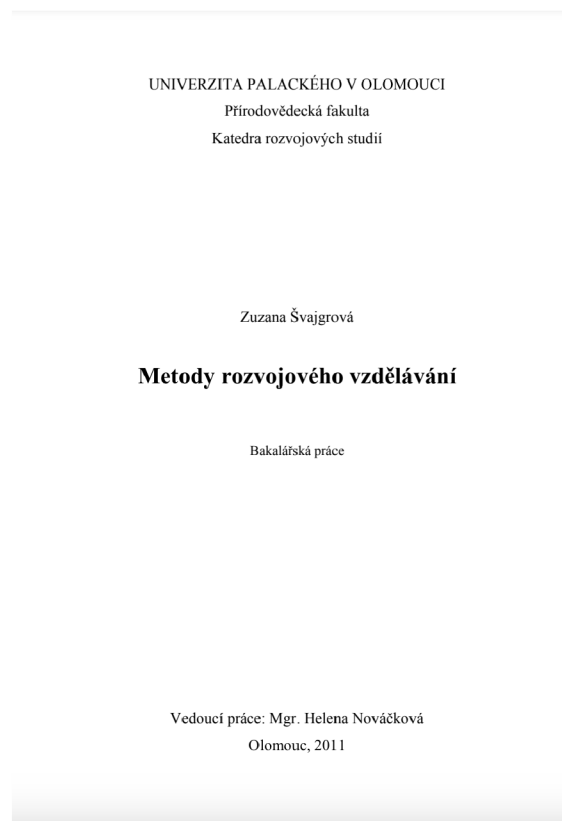 UNIVERZITA PALACKÉHO V OLOMOUCI
Přírodovědecká fakulta
Katedra rozvojových studií
Zuzana Švajgrová
Metody rozvojového vzdělávání
Bakalářská práce
Vedoucí práce: Mgr. Helena Nováčková
Olomouc, 2011